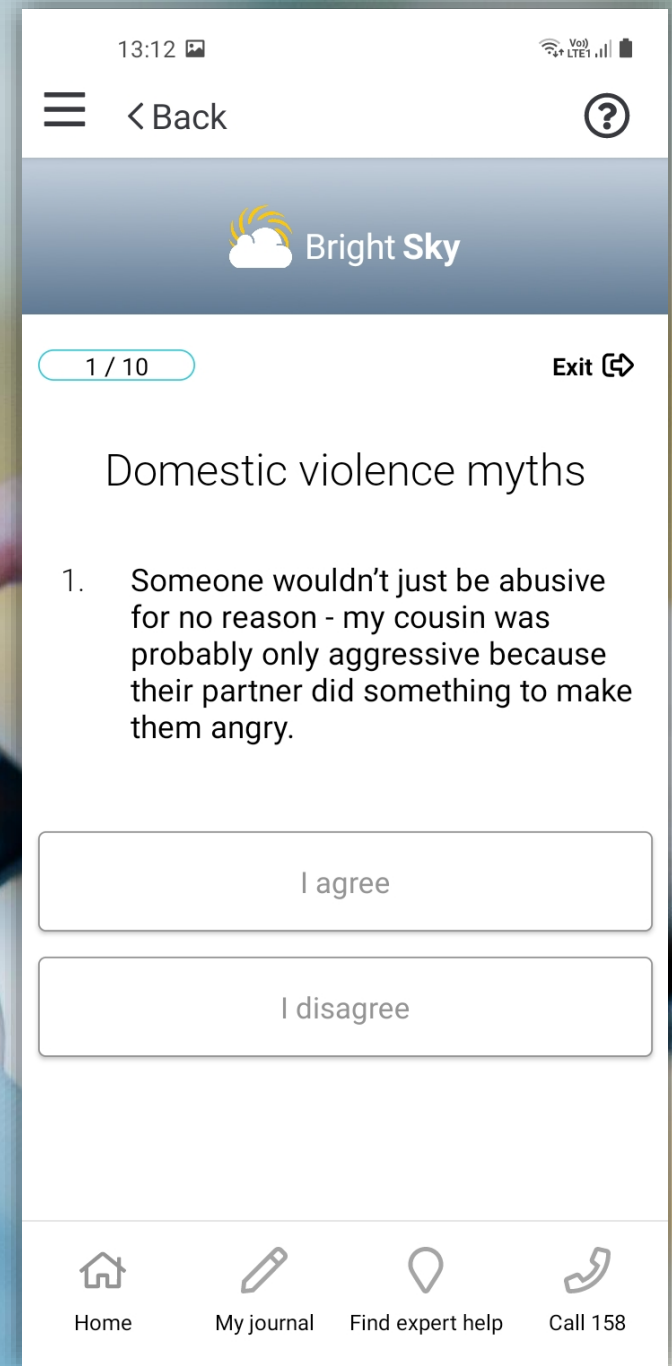 13:12
Vo))
LTE1
Back
?
Bright Sky
1 / 10
Exit
Domestic violence myths
1. Someone wouldn't just be abusive
for no reason - my cousin was
probably only aggressive because
their partner did something to make
them angry.
I agree
I disagree
Home
My journal
Find expert help
Call 158